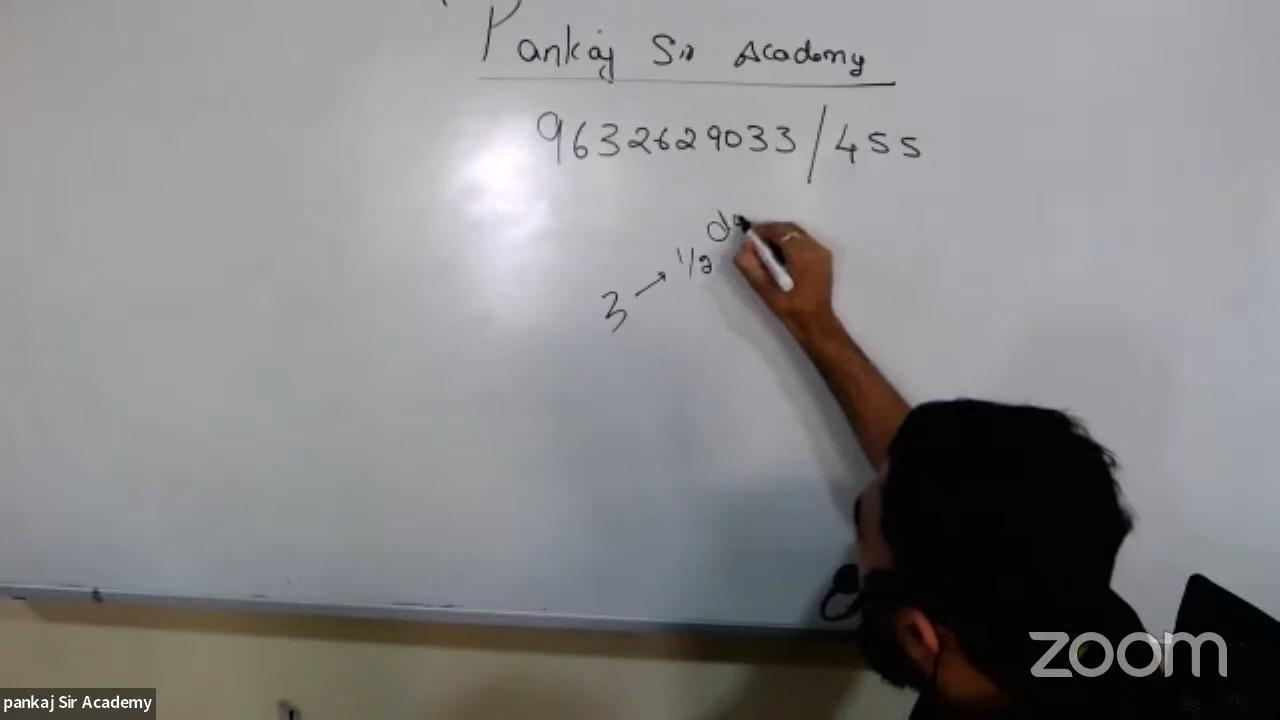 Pankaj Sir Academy
9632629033/455
3 → 1/2
zoom
pankaj Sir Academy